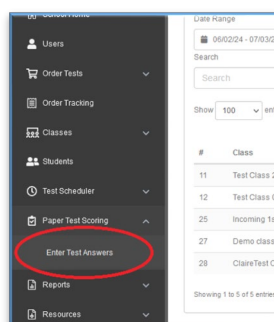 School Home
Users
Order Tests
Order Tracking
Classes
Students
Test Scheduler
Paper Test Scoring
Enter Test Answers
Reports
Resources
Date Range
06/02/24 - 07/03/2
Search
Search
Show 100 ent
# Class
11 Test Class 2
12 Test Class
25 Incoming 1s
27 Demo class
28 ClaireTest C
Showing 1 to 5 of 5 entries